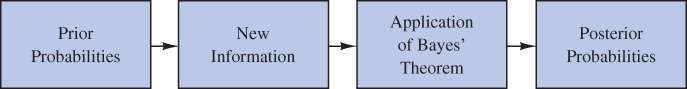 Prior
Probabilities
New
Information
Application
of Bayes’
Theorem
Posterior
Probabilities